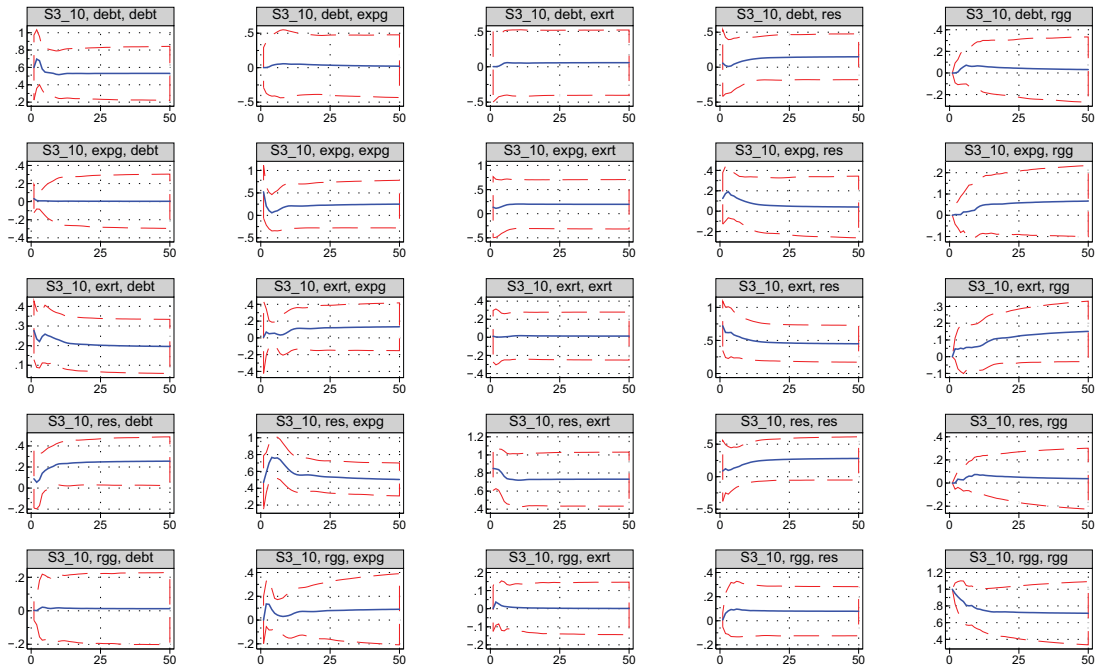 S3_10, debt, debt
1
.8
.6
.4
.2
0 25 50
S3_10, debt, expg
.5
0
-.5
0 25 50
S3_10, debt, exrt
.5
0
-.5
0 25 50
S3_10, debt, res
.5
0
-.5
0 25 50
S3_10, debt, rgg
.4
.2
0
-.2
0 25 50
S3_10, expg, debt
.4
.2
0
-.2
-.4
0 25 50
S3_10, expg, expg
1
.5
0
-.5
0 25 50
S3_10, expg, exrt
1
.5
0
-.5
0 25 50
S3_10, expg, res
.4
.2
0
-.2
0 25 50
S3_10, expg, rgg
.2
.1
0
-.1
0 25 50
S3_10, exrt, debt
.4
.3
.2
.1
0 25 50
S3_10, exrt, expg
.4
.2
0
-.2
-.4
0 25 50
S3_10, exrt, exrt
.4
.2
0
-.2
-.4
0 25 50
S3_10, exrt, res
1
.5
0
0 25 50
S3_10, exrt, rgg
.3
.2
.1
0
-.1
0 25 50
S3_10, res, debt
.4
.2
0
-.2
0 25 50
S3_10, res, expg
1
.8
.6
.4
.2
0 25 50
S3_10, res, exrt
1.2
1
.8
.6
.4
0 25 50
S3_10, res, res
.5
0
-.5
0 25 50
S3_10, res, rgg
.4
.2
0
-.2
0 25 50
S3_10, rgg, debt
.2
0
-.2
0 25 50
S3_10, rgg, expg
.4
.2
0
-.2
0 25 50
S3_10, rgg, exrt
.2
.1
0
-.1
-.2
0 25 50
S3_10, rgg, res
.4
.2
0
-.2
0 25 50
S3_10, rgg, rgg
1.2
1
.8
.6
.4
0 25 50